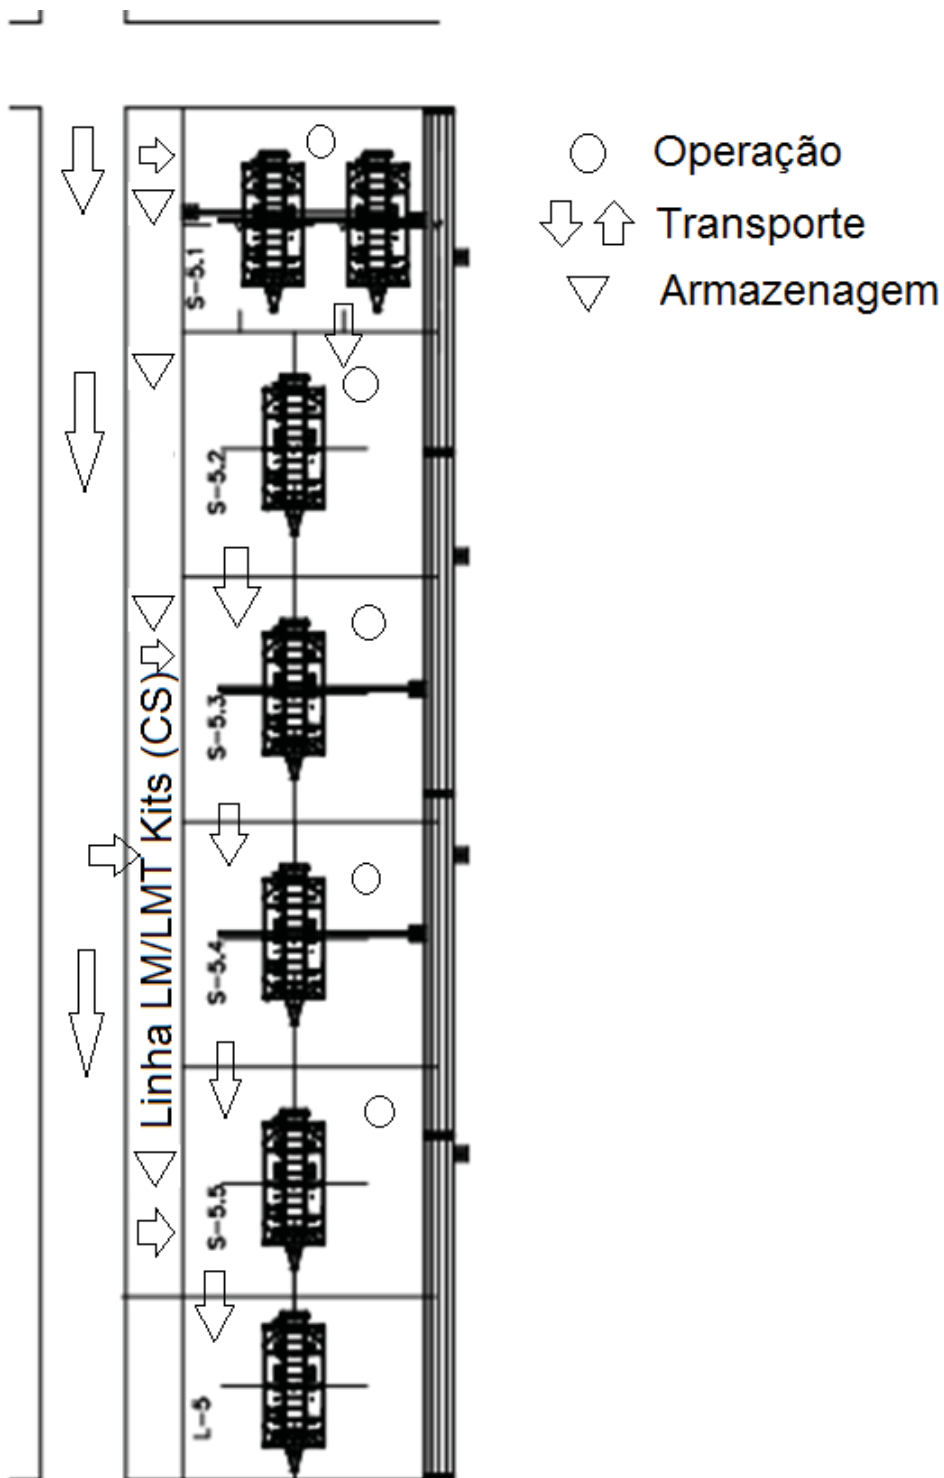 Operação
Transporte
Armazenagem
S-5.1
S-5.2
S-5.3
Linha LM/LMT Kits (CS)
S-5.4
S-5.5
L-5